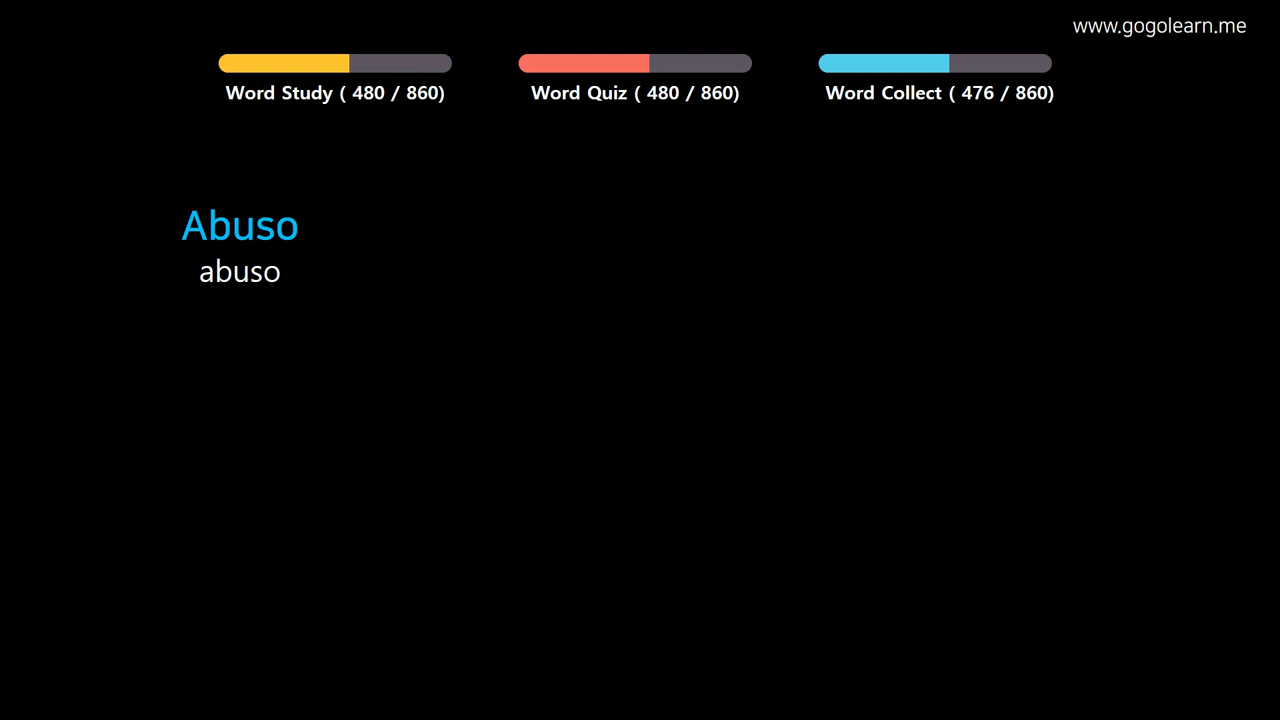 www.gogolearn.me
Word Study ( 480 / 860)
Word Quiz ( 480 / 860)
Word Collect ( 476 / 860)
Abuso
abuso